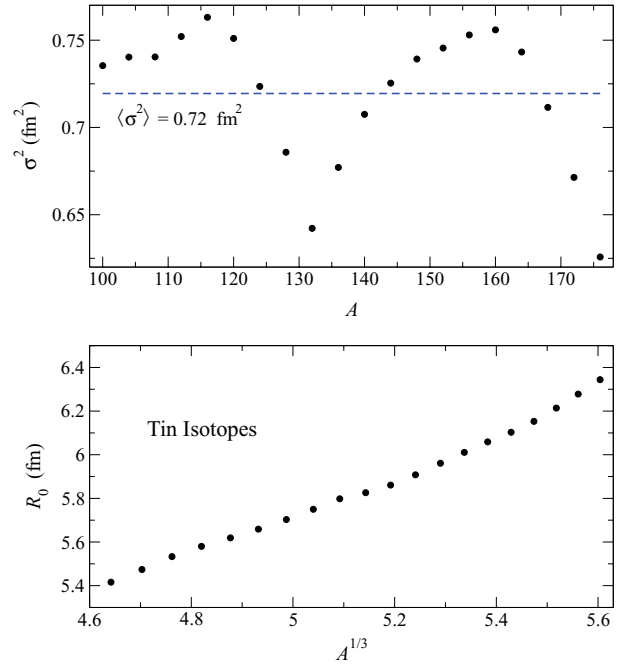 0.75
0.7
0.65
σ² (fm²)
⟨σ²⟩ = 0.72 fm²
100 110 120 130 140 150 160 170
A
6.4
6.2
6
5.8
5.6
5.4
R₀ (fm)
Tin Isotopes
4.6 4.8 5 5.2 5.4 5.6
A^{1/3}